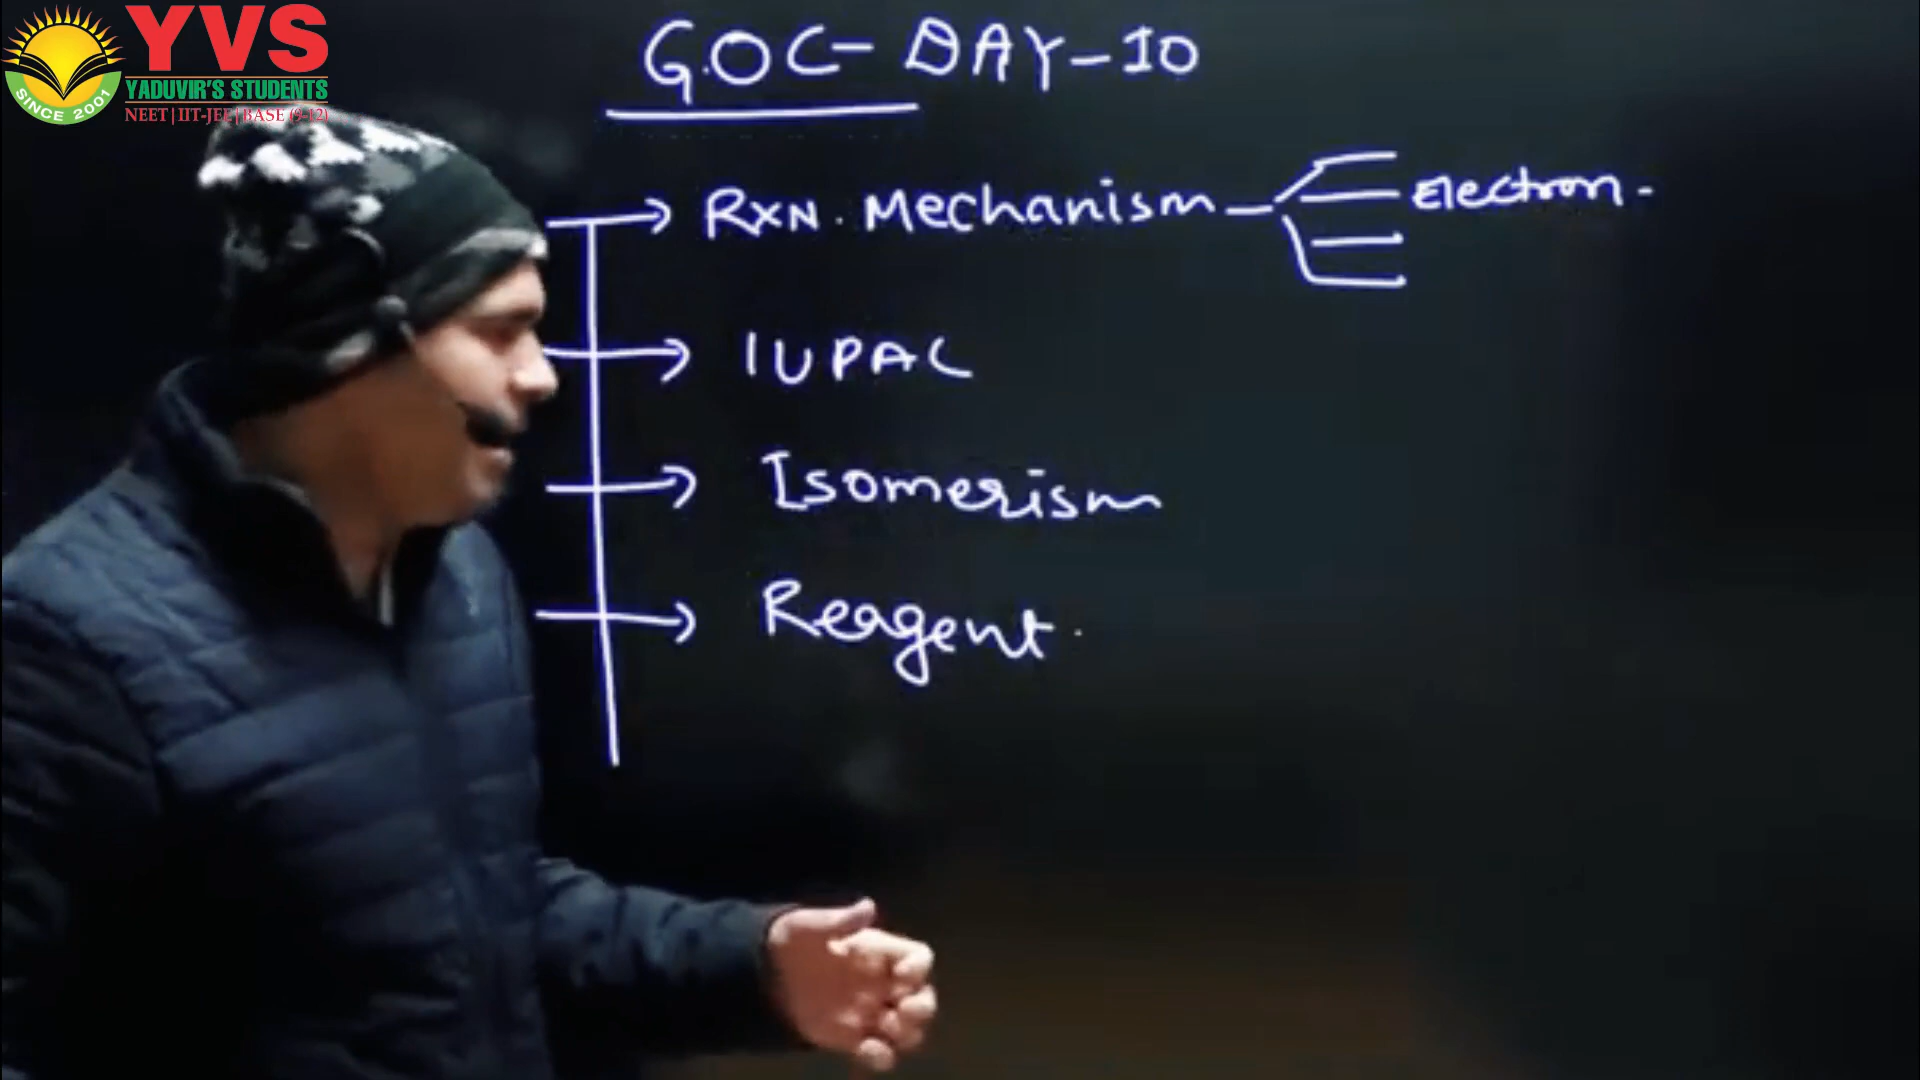 YVS
YADUVIR'S STUDENTS
SINCE 2001
NEET | IIT-JEE | BASE (9-12)
G.O.C- DAY-10
RXN. Mechanism
Electron.
IUPAC
Isomerism
Reagent.